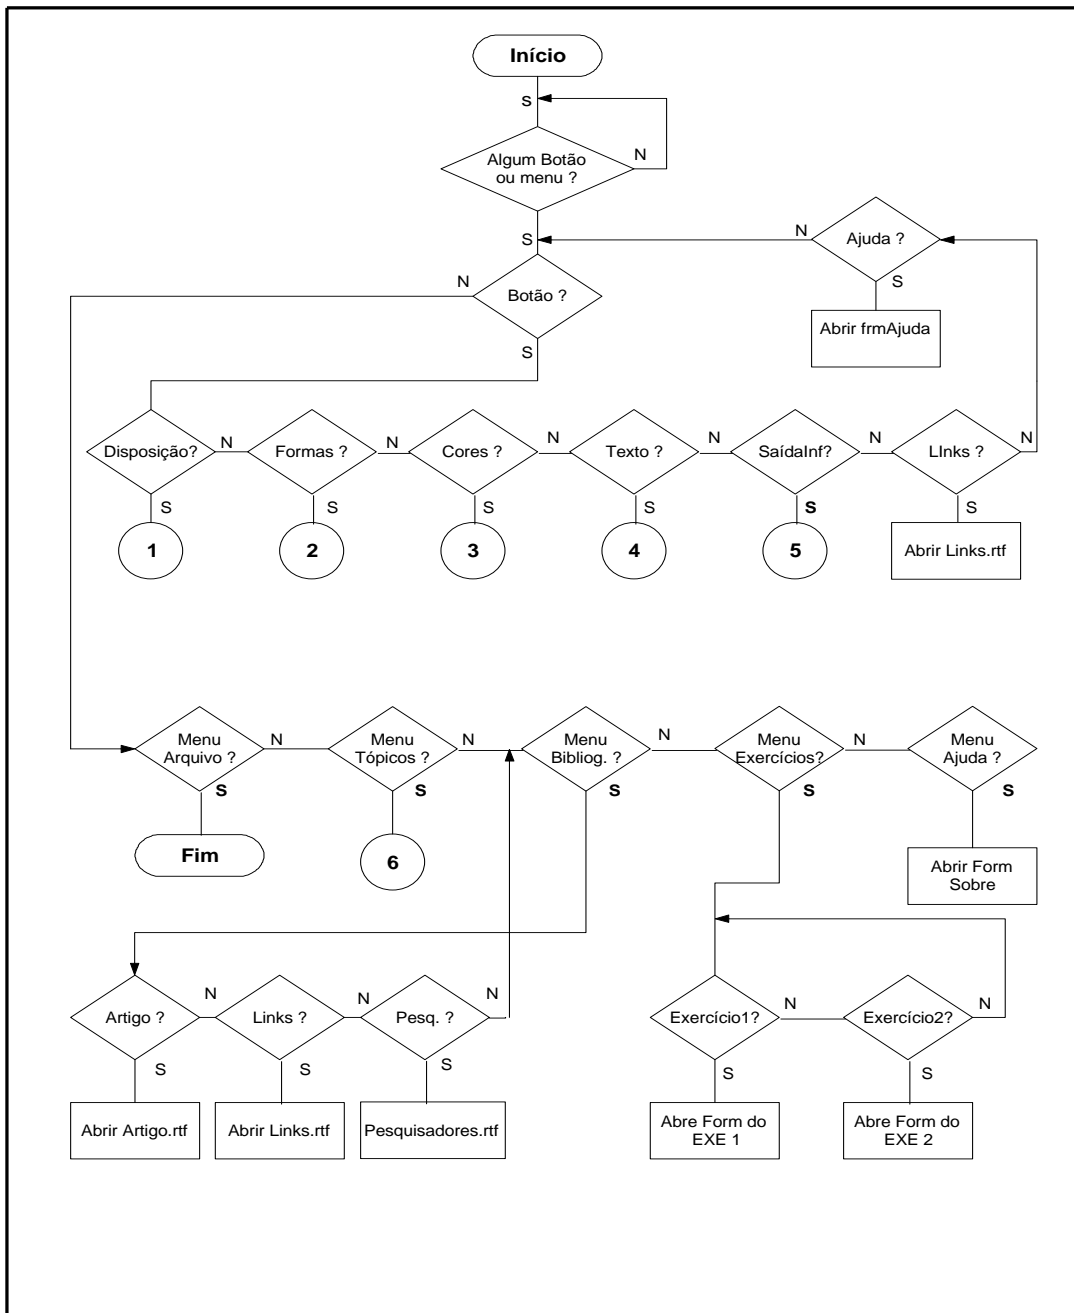 Início
S
Algum Botão
ou menu ?
N
S
N
Ajuda ?
S
Abrir frmAjuda
N
Botão ?
S
Disposição?
N
Formas ?
N
Cores ?
N
Texto ?
N
SaídaInf?
N
LInks ?
N
S
S
S
S
S
S
1
2
3
4
5
Abrir Links.rtf
Menu
Arquivo ?
N
Menu
Tópicos ?
N
Menu
Bibliog. ?
N
Menu
Exercícios?
N
Menu
Ajuda ?
S
S
S
S
S
Fim
6
Abrir Form
Sobre
Artigo ?
N
Links ?
N
Pesq. ?
N
Exercício1?
N
Exercício2?
N
S
S
S
S
S
Abrir Artigo.rtf
Abrir Links.rtf
Pesquisadores.rtf
Abre Form do
EXE 1
Abre Form do
EXE 2